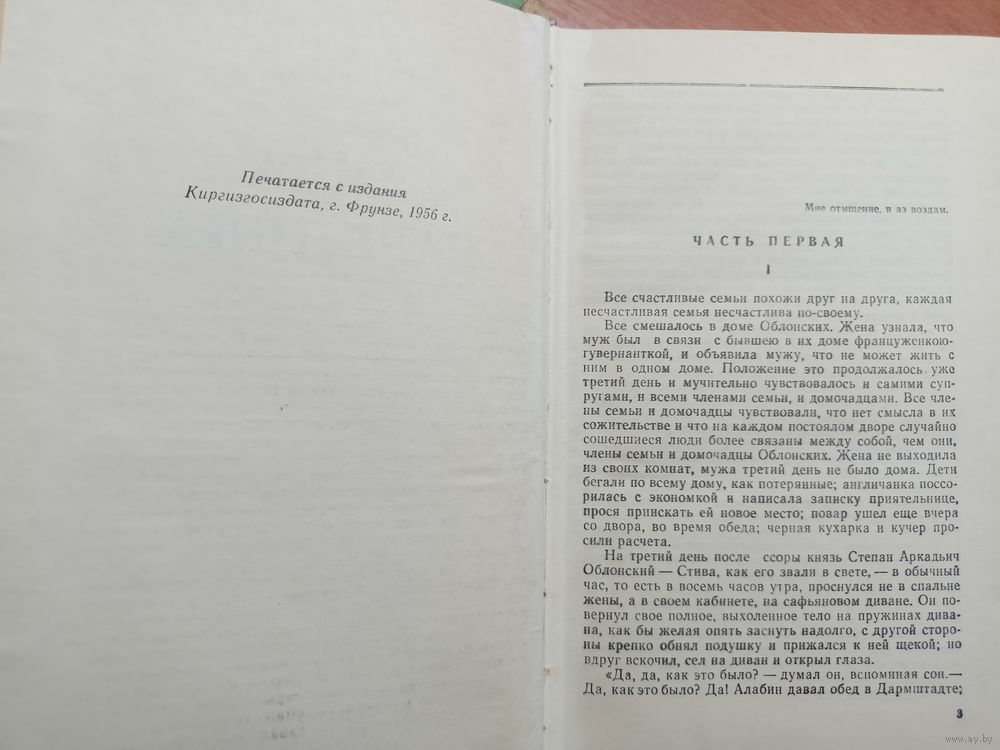 Печатается с издания
Киргизгосиздата, г. Фрунзе, 1956 г.
Мне отмщение, и аз воздам.
ЧАСТЬ ПЕРВАЯ
I
Все счастливые семьи похожи друг на друга, каждая
несчастливая семья несчастлива по-своему.
Все смешалось в доме Облонских. Жена узнала, что
муж был в связи с бывшею в их доме француженкою-
гувернанткой, и объявила мужу, что не может жить с
ним в одном доме. Положение это продолжалось уже
третий день и мучительно чувствовалось и самими суп-
ругами, и всеми членами семьи, и домочадцами. Все чле-
ны семьи и домочадцы чувствовали, что нет смысла в их
сожительстве и что на каждом постоялом дворе случайно
сошедшиеся люди более связаны между собой, чем они,
члены семьи и домочадцы Облонских. Жена не выходила
из своих комнат, мужа третий день не было дома. Дети
бегали по всему дому, как потерянные; англичанка поссо-
рилась с экономкой и написала записку приятельнице,
прося приискать ей новое место; повар ушел еще вчера
со двора, во время обеда; черная кухарка и кучер про-
сили расчета.
На третий день после ссоры князь Степан Аркадьич
Облонский — Стива, как его звали в свете, — в обычный
час, то есть в восемь часов утра, проснулся не в спальне
жены, а в своем кабинете, на сафьяновом диване. Он по-
вернул свое полное, выхоленное тело на пружинах дива-
на, как бы желая опять заснуть надолго, с другой сторо-
ны крепко обнял подушку и прижался к ней щекой; но
вдруг вскочил, сел на диван и открыл глаза.
«Да, да, как это было? — думал он, вспоминая сон.—
Да, как это было? Да! Алабин давал обед в Дармштадте;
3
www.ay.by